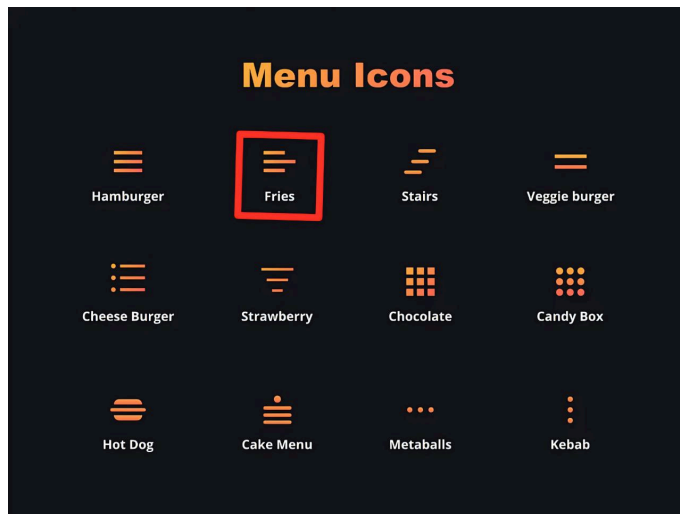 Menu Icons
Hamburger
Fries
Stairs
Veggie burger
Cheese Burger
Strawberry
Chocolate
Candy Box
Hot Dog
Cake Menu
Metaballs
Kebab